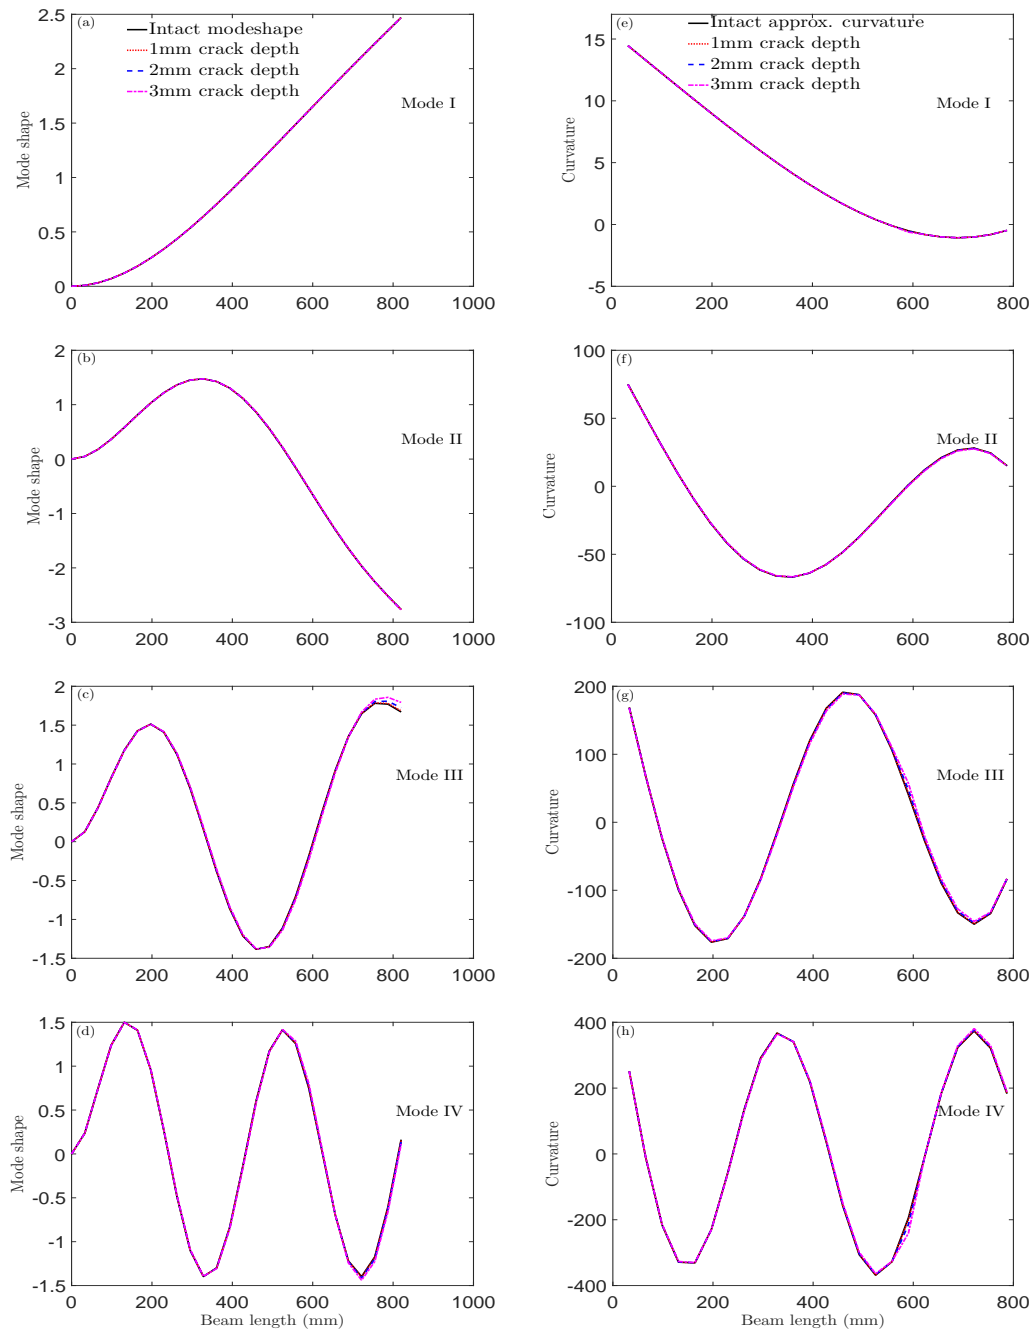 (a)
Intact modeshape
1mm crack depth
2mm crack depth
3mm crack depth
Mode I
Mode shape
2.5
2
1.5
1
0.5
0
0 200 400 600 800 1000
(e)
Intact approx. curvature
1mm crack depth
2mm crack depth
3mm crack depth
Mode I
Curvature
15
10
5
0
-5
0 200 400 600 800
(b)
Mode II
Mode shape
2
1
0
-1
-2
-3
0 200 400 600 800 1000
(f)
Mode II
Curvature
100
50
0
-50
-100
0 200 400 600 800
(c)
Mode III
Mode shape
2
1.5
1
0.5
0
-0.5
-1
-1.5
0 200 400 600 800 1000
(g)
Mode III
Curvature
200
100
0
-100
-200
0 200 400 600 800
(d)
Mode IV
Mode shape
1.5
1
0.5
0
-0.5
-1
-1.5
0 200 400 600 800 1000
Beam length (mm)
(h)
Mode IV
Curvature
400
200
0
-200
-400
0 200 400 600 800
Beam length (mm)